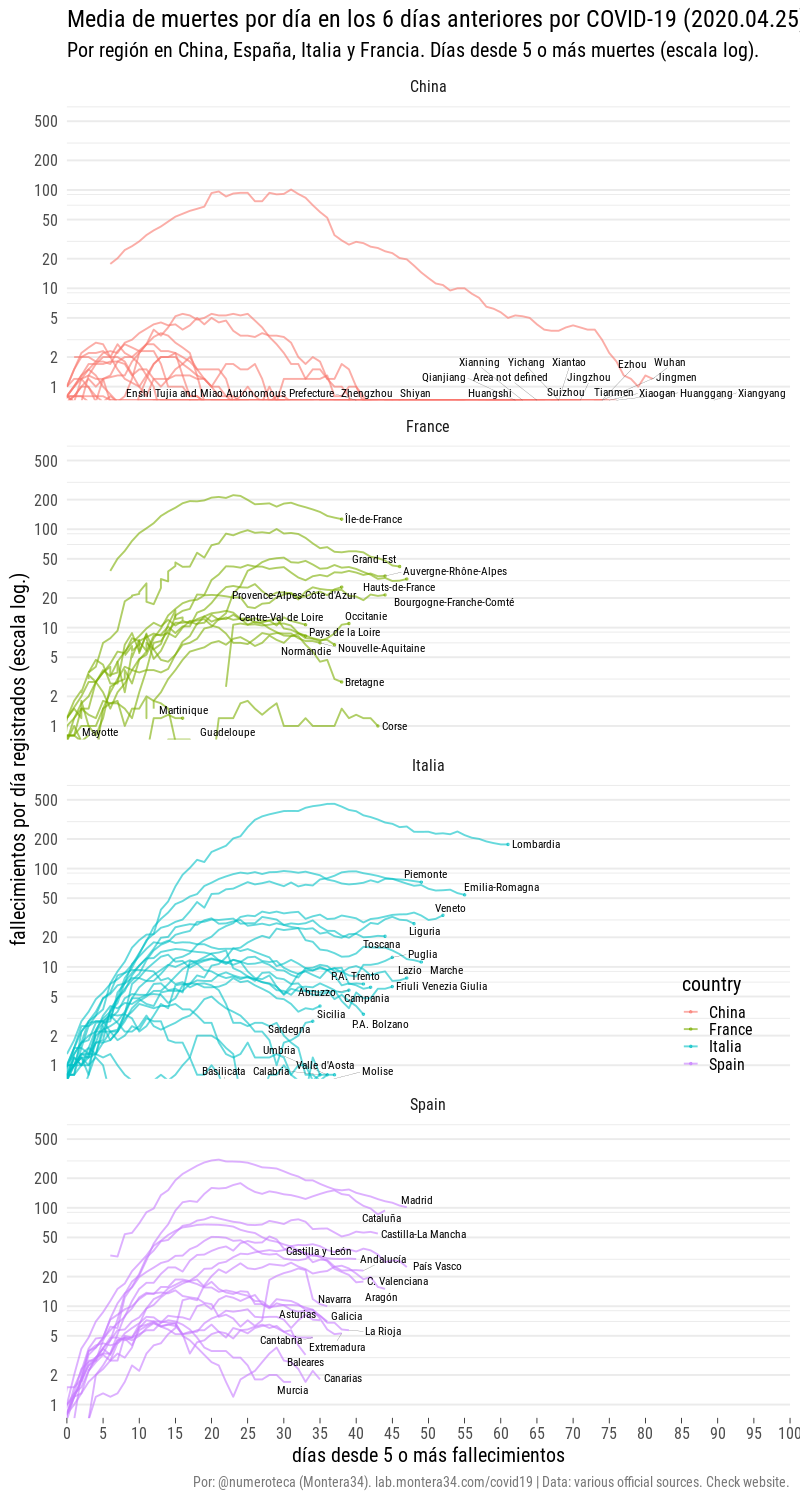 Media de muertes por día en los 6 días anteriores por COVID-19 (2020.04.25)
Por región en China, España, Italia y Francia. Días desde 5 o más muertes (escala log).
fallecimientos por día registrados (escala log.)
China
500
200
100
50
20
10
5
2
1
Xianning Yichang Xiantao Ezhou Wuhan
Qianjiang Area not defined Jingzhou Jingmen
Enshi Tujia and Miao Autonomous Prefecture Zhengzhou Shiyan Huangshi Suizhou Tianmen Xiaogan Huanggang Xiangyang
France
500
200
100
50
20
10
5
2
1
Île-de-France
Grand Est
Auvergne-Rhône-Alpes
Hauts-de-France
Provence-Alpes-Côte d'Azur
Bourgogne-Franche-Comté
Centre-Val de Loire
Occitanie
Pays de la Loire
Normandie
Nouvelle-Aquitaine
Bretagne
Martinique
Corse
Mayotte
Guadeloupe
Italia
500
200
100
50
20
10
5
2
1
Lombardia
Piemonte
Emilia-Romagna
Veneto
Liguria
Toscana
Puglia
Lazio
Marche
P.A. Trento
Friuli Venezia Giulia
Abruzzo
Campania
Sicilia
P.A. Bolzano
Sardegna
Umbria
Valle d'Aosta
Basilicata
Calabria
Molise
country
China
France
Italia
Spain
Spain
500
200
100
50
20
10
5
2
1
Madrid
Cataluña
Castilla-La Mancha
Castilla y León
Andalucía
País Vasco
C. Valenciana
Aragón
Navarra
Asturias
Galicia
La Rioja
Cantabria
Extremadura
Baleares
Canarias
Murcia
0 5 10 15 20 25 30 35 40 45 50 55 60 65 70 75 80 85 90 95 100
días desde 5 o más fallecimientos
Por: @numeroteca (Montera34). lab.montera34.com/covid19 | Data: various official sources. Check website.